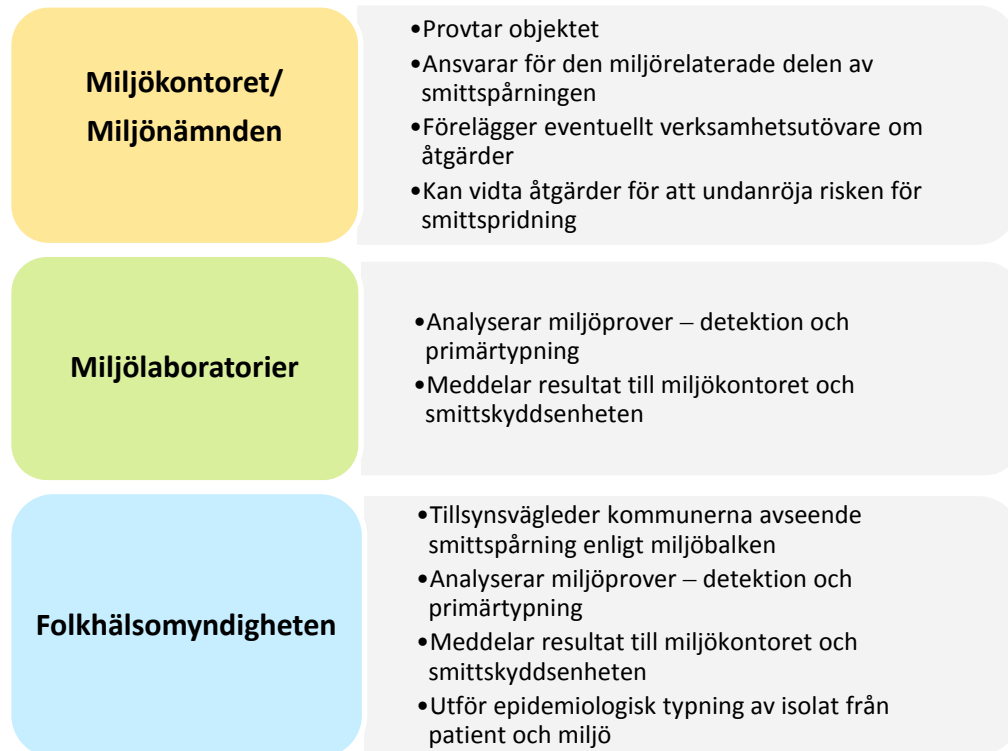 Miljökontoret/
Miljönämnden
•Provtar objektet
•Ansvarar för den miljörelaterade delen av
smittspårningen
•Förelägger eventuellt verksamhetsutövare om
åtgärder
•Kan vidta åtgärder för att undanröja risken för
smittspridning
Miljölaboratorier
•Analyserar miljöprover – detektion och
primärtypning
•Meddelar resultat till miljökontoret och
smittskyddsenheten
Folkhälsomyndigheten
•Tillsynsvägleder kommunerna avseende
smittspårning enligt miljöbalken
•Analyserar miljöprover – detektion och
primärtypning
•Meddelar resultat till miljökontoret och
smittskyddsenheten
•Utför epidemiologisk typning av isolat från
patient och miljö